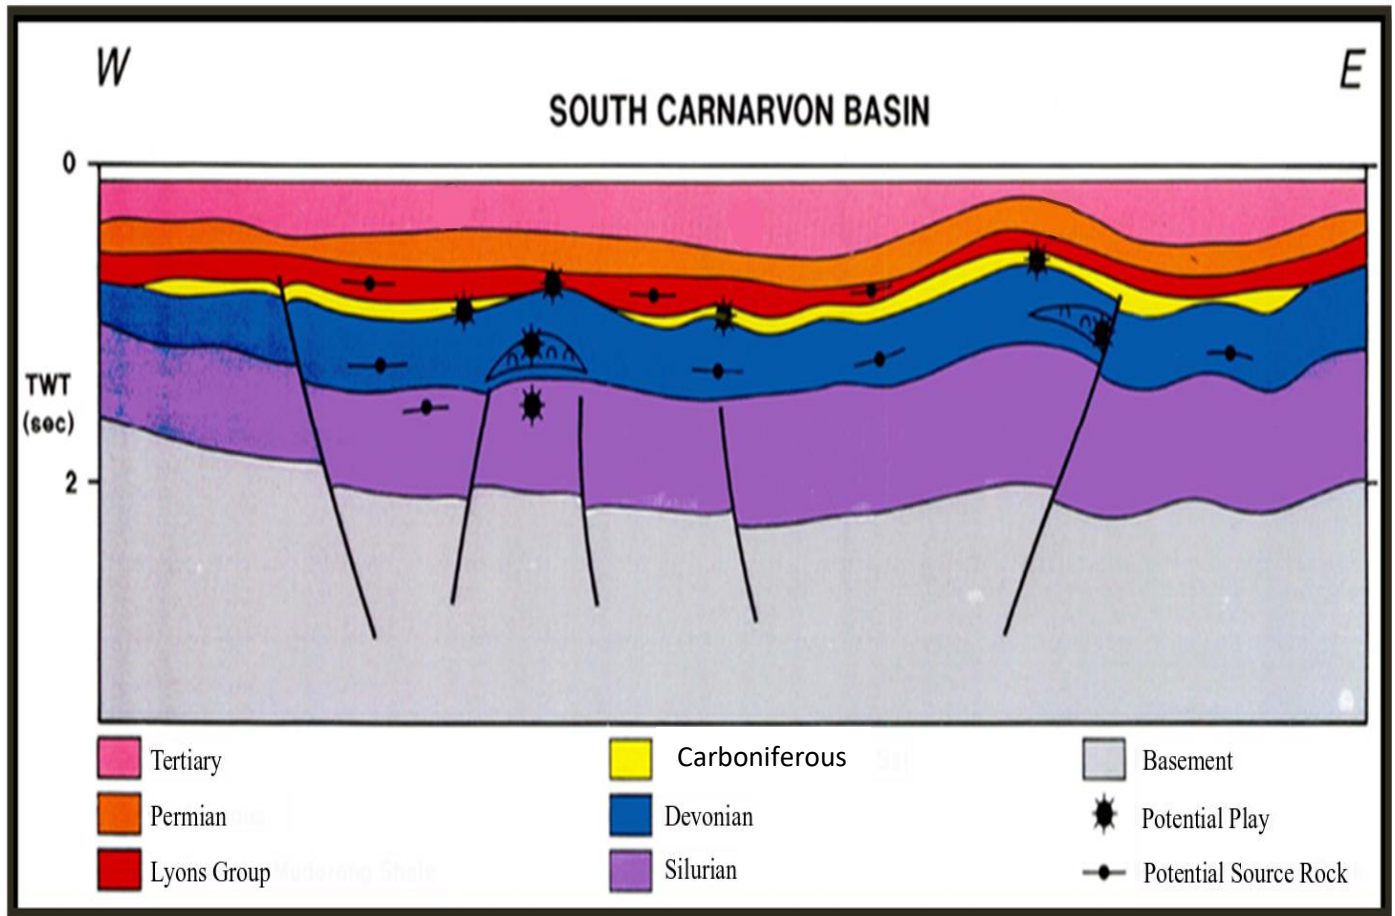 W
E
SOUTH CARNARVON BASIN
0
TWT
(sec)
2
Tertiary
Carboniferous
Basement
Permian
Devonian
Potential Play
Lyons Group
Silurian
Potential Source Rock